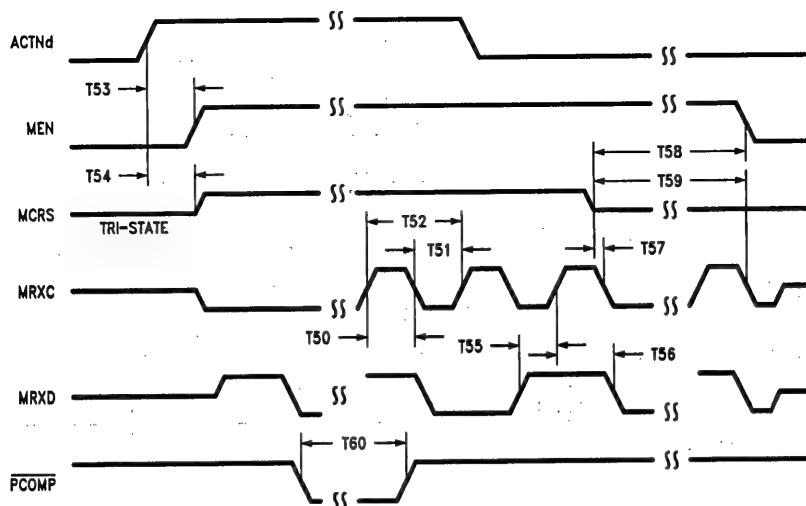 ACTNd
T53
MEN
T58
T54
T59
MCRS
TRI-STATE
T52
T51
T57
MRXC
T50
T55
T56
MRXD
T60
PCOMP